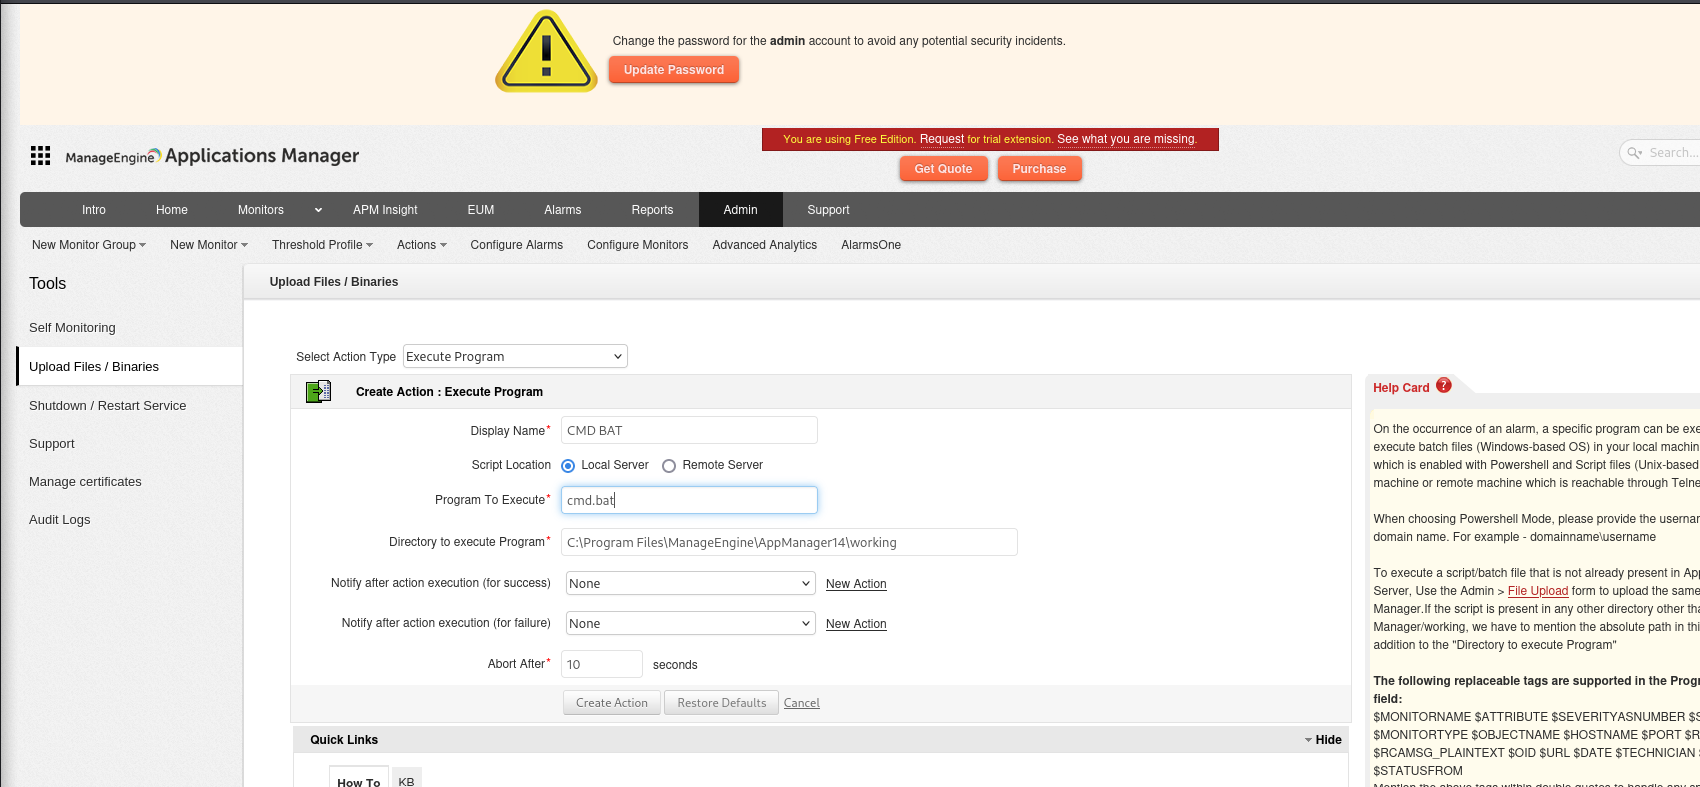 Change the password for the admin account to avoid any potential security incidents.
Update Password
You are using Free Edition. Request for trial extension. See what you are missing.
ManageEngine Applications Manager
Get Quote Purchase
Search...
Intro Home Monitors APM Insight EUM Alarms Reports Admin Support
New Monitor Group New Monitor Threshold Profile Actions Configure Alarms Configure Monitors Advanced Analytics AlarmsOne
Tools
Self Monitoring
Upload Files / Binaries
Shutdown / Restart Service
Support
Manage certificates
Audit Logs
Upload Files / Binaries
Select Action Type Execute Program
Create Action : Execute Program
Display Name* CMD BAT
Script Location Local Server Remote Server
Program To Execute* cmd.bat
Directory to execute Program* C:\Program Files\ManageEngine\AppManager14\working
Notify after action execution (for success) None New Action
Notify after action execution (for failure) None New Action
Abort After* 10 seconds
Create Action Restore Defaults Cancel
Quick Links Hide
How To KB
Help Card ?
On the occurrence of an alarm, a specific program can be exe
execute batch files (Windows-based OS) in your local machin
which is enabled with Powershell and Script files (Unix-based
machine or remote machine which is reachable through Telne
When choosing Powershell Mode, please provide the usernar
domain name. For example - domainname\username
To execute a script/batch file that is not already present in App
Server, Use the Admin > File Upload form to upload the same
Manager.If the script is present in any other directory other tha
Manager/working, we have to mention the absolute path in thi
addition to the "Directory to execute Program"
The following replaceable tags are supported in the Progr
field:
$MONITORNAME $ATTRIBUTE $SEVERITYASNUMBER $S
$MONITORTYPE $OBJECTNAME $HOSTNAME $PORT $R
$RCAMSG_PLAINTEXT $OID $URL $DATE $TECHNICIAN
$STATUSFROM